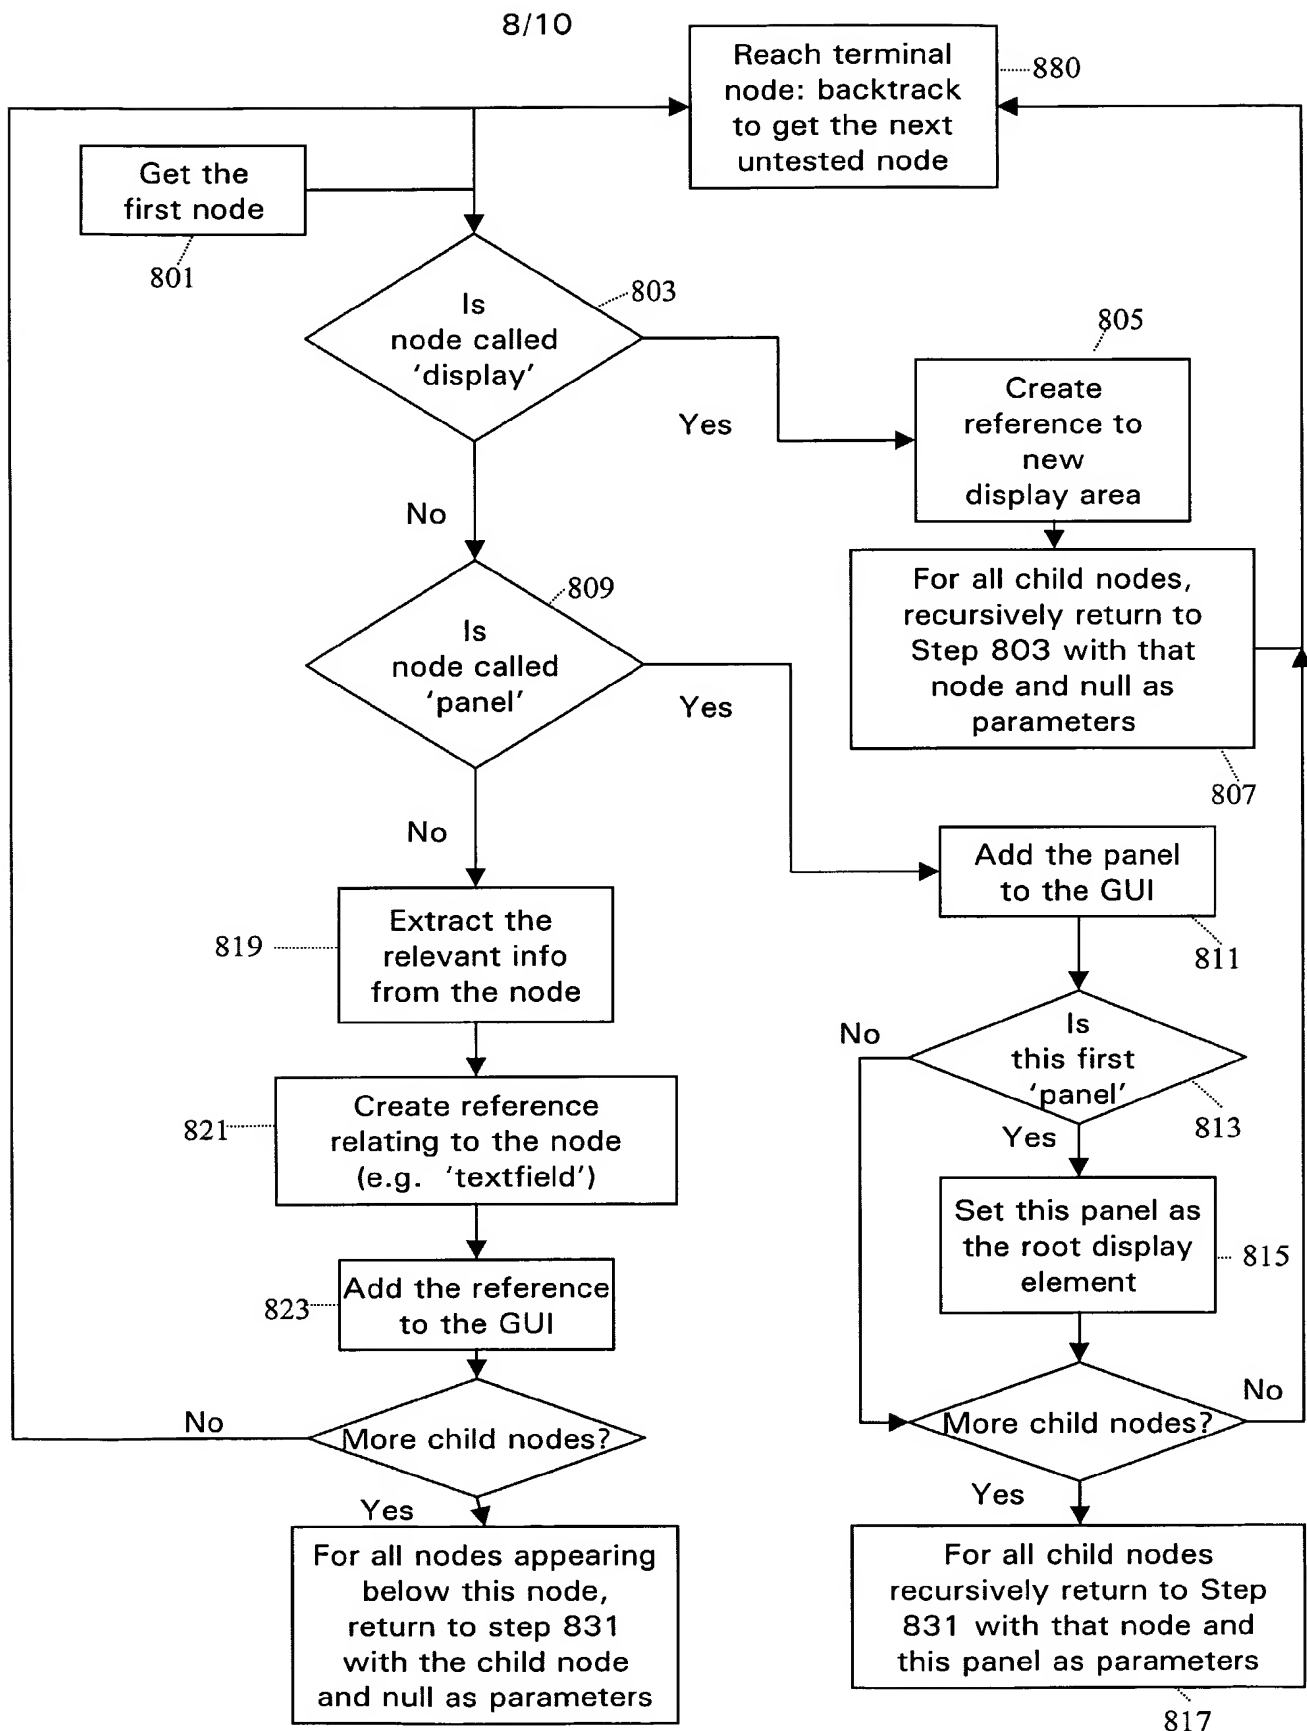 8/10
Reach terminal
node: backtrack
to get the next
untested node
880
Get the
first node
801
Is
node called
‘display’
803
Yes
No
805
Create
reference to
new
display area
For all child nodes,
recursively return to
Step 803 with that
node and null as
parameters
807
Is
node called
‘panel’
809
Yes
No
Add the panel
to the GUI
811
Extract the
relevant info
from the node
819
Is
this first
‘panel’
813
No
Yes
Create reference
relating to the node
(e.g. ‘textfield’)
821
Set this panel as
the root display
element
815
Add the reference
to the GUI
823
More child nodes?
No
Yes
More child nodes?
No
Yes
For all nodes appearing
below this node,
return to step 831
with the child node
and null as parameters
For all child nodes
recursively return to Step
831 with that node and
this panel as parameters
817